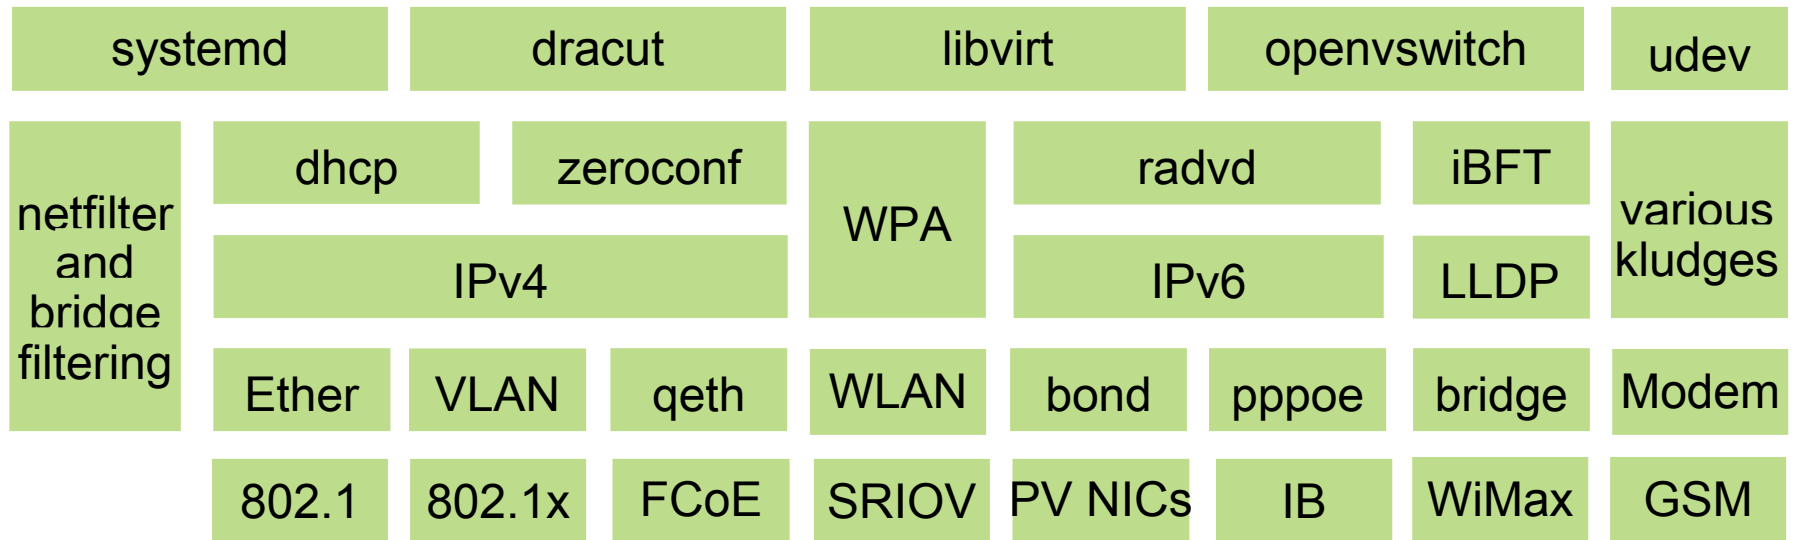 systemd
dracut
libvirt
openvswitch
udev
netfilter
and
bridge
filtering
dhcp
zeroconf
WPA
radvd
iBFT
various
kludges
IPv4
IPv6
LLDP
Ether
VLAN
qeth
WLAN
bond
pppoe
bridge
Modem
802.1
802.1x
FCoE
SRIOV
PV NICs
IB
WiMax
GSM